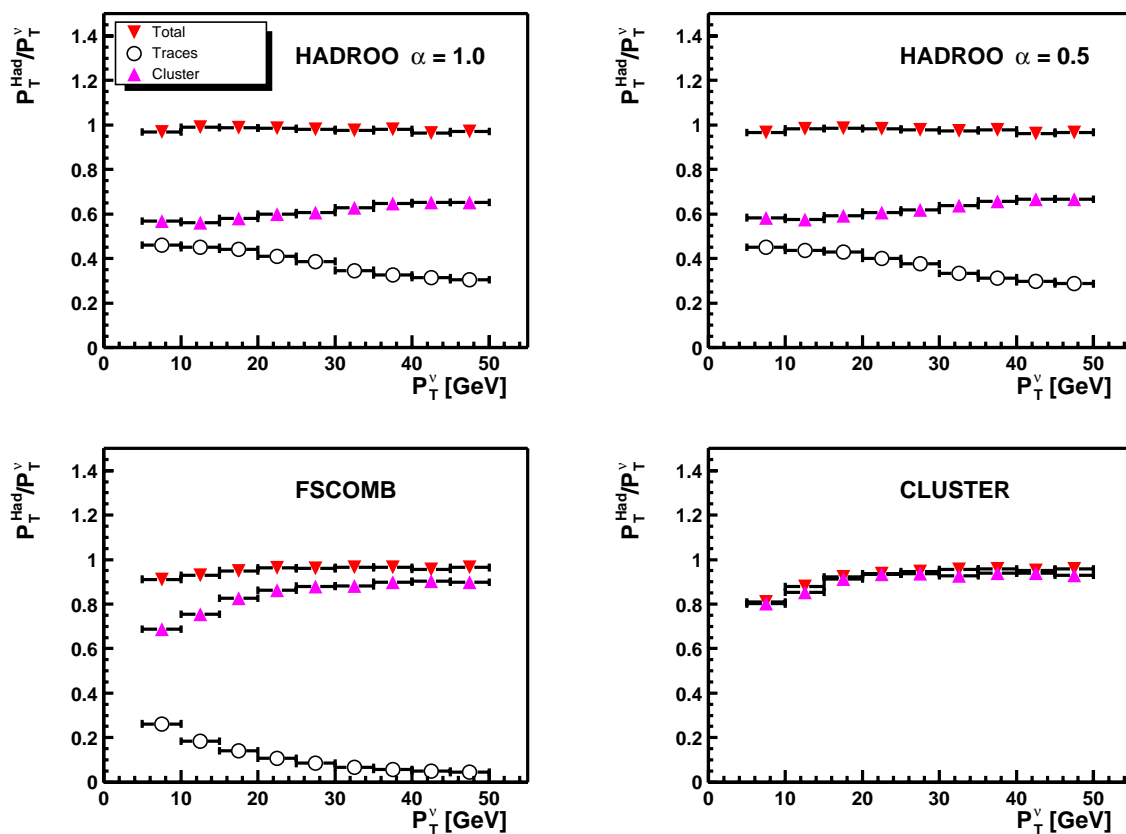 P_T^Had/P_T^ν
1.4
1.2
1
0.8
0.6
0.4
0.2
0
Total
Traces
Cluster
HADROO α = 1.0
0 10 20 30 40 50
P_T^ν [GeV]
P_T^Had/P_T^ν
1.4
1.2
1
0.8
0.6
0.4
0.2
0
HADROO α = 0.5
0 10 20 30 40 50
P_T^ν [GeV]
P_T^Had/P_T^ν
1.4
1.2
1
0.8
0.6
0.4
0.2
0
FSCOMB
0 10 20 30 40 50
P_T^ν [GeV]
P_T^Had/P_T^ν
1.4
1.2
1
0.8
0.6
0.4
0.2
0
CLUSTER
0 10 20 30 40 50
P_T^ν [GeV]